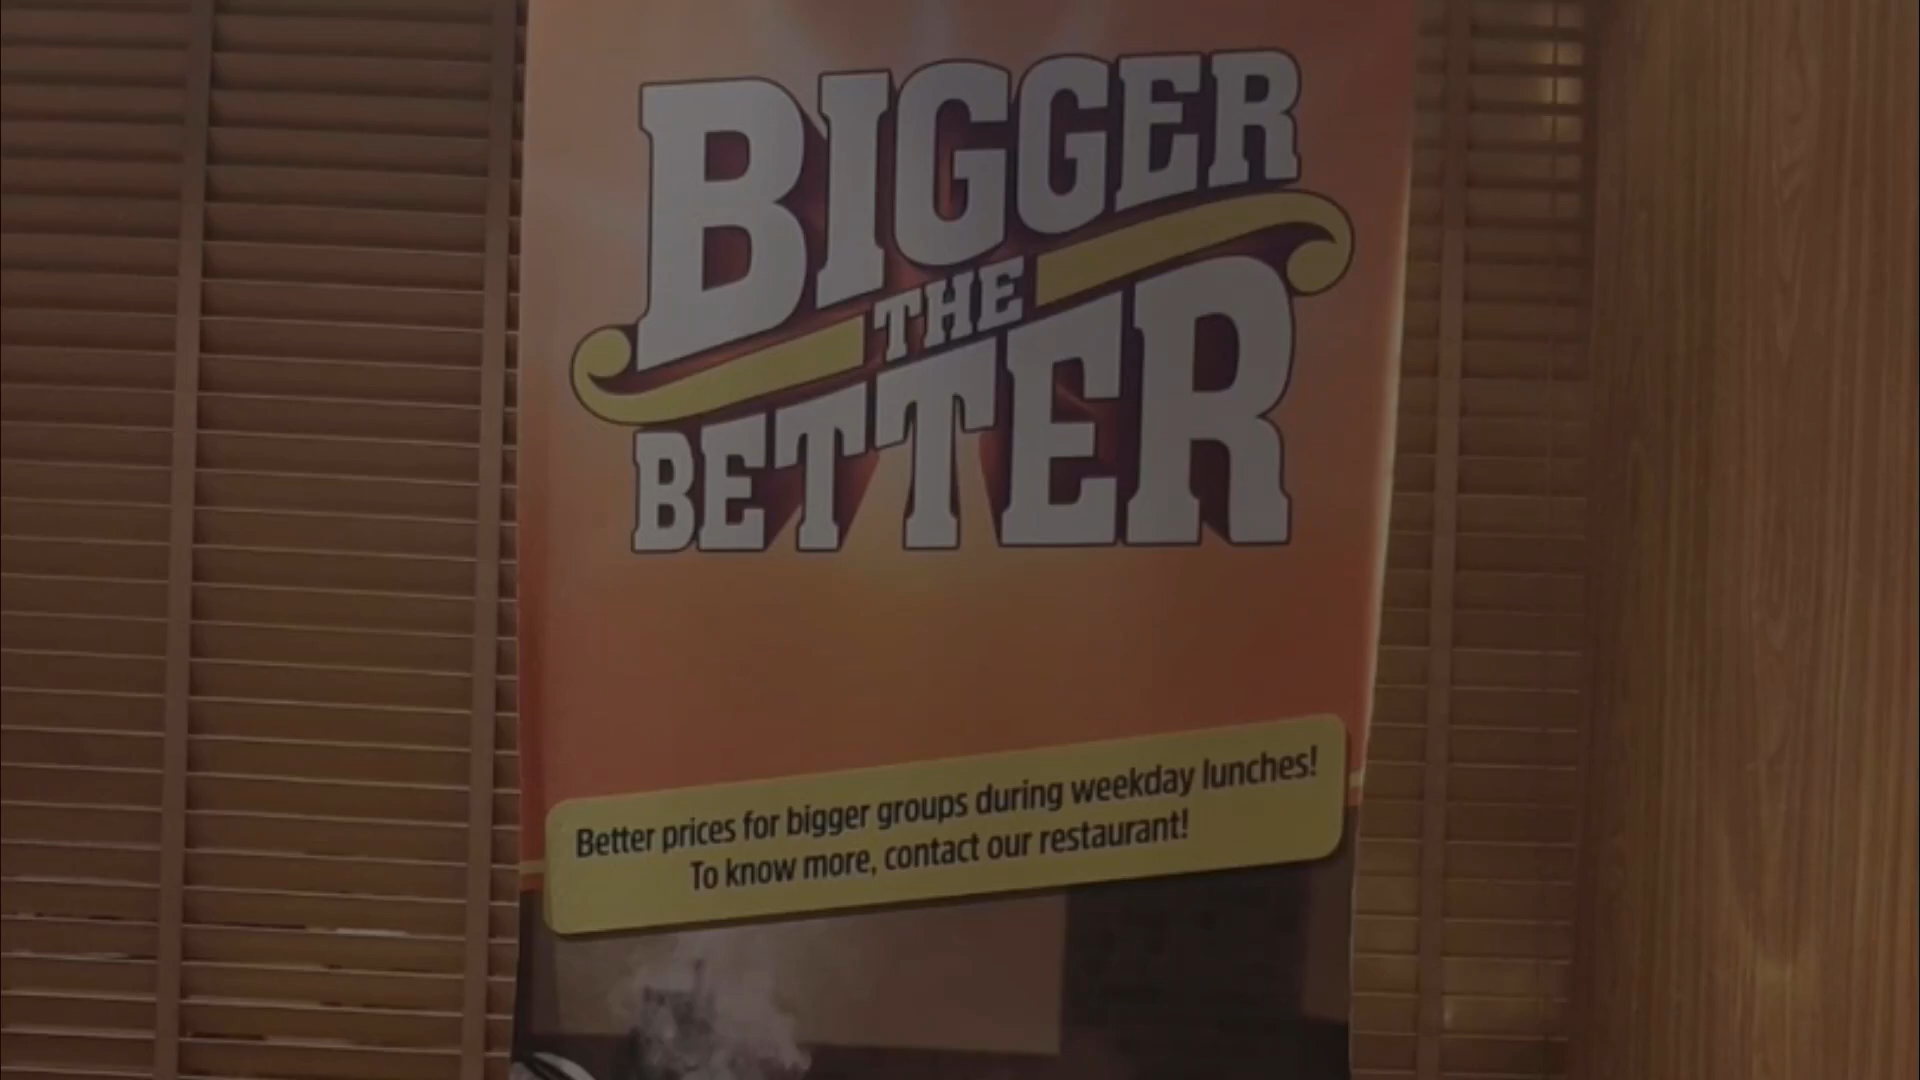 BIGGER
THE
BETTER
Better prices for bigger groups during weekday lunches!
To know more, contact our restaurant!